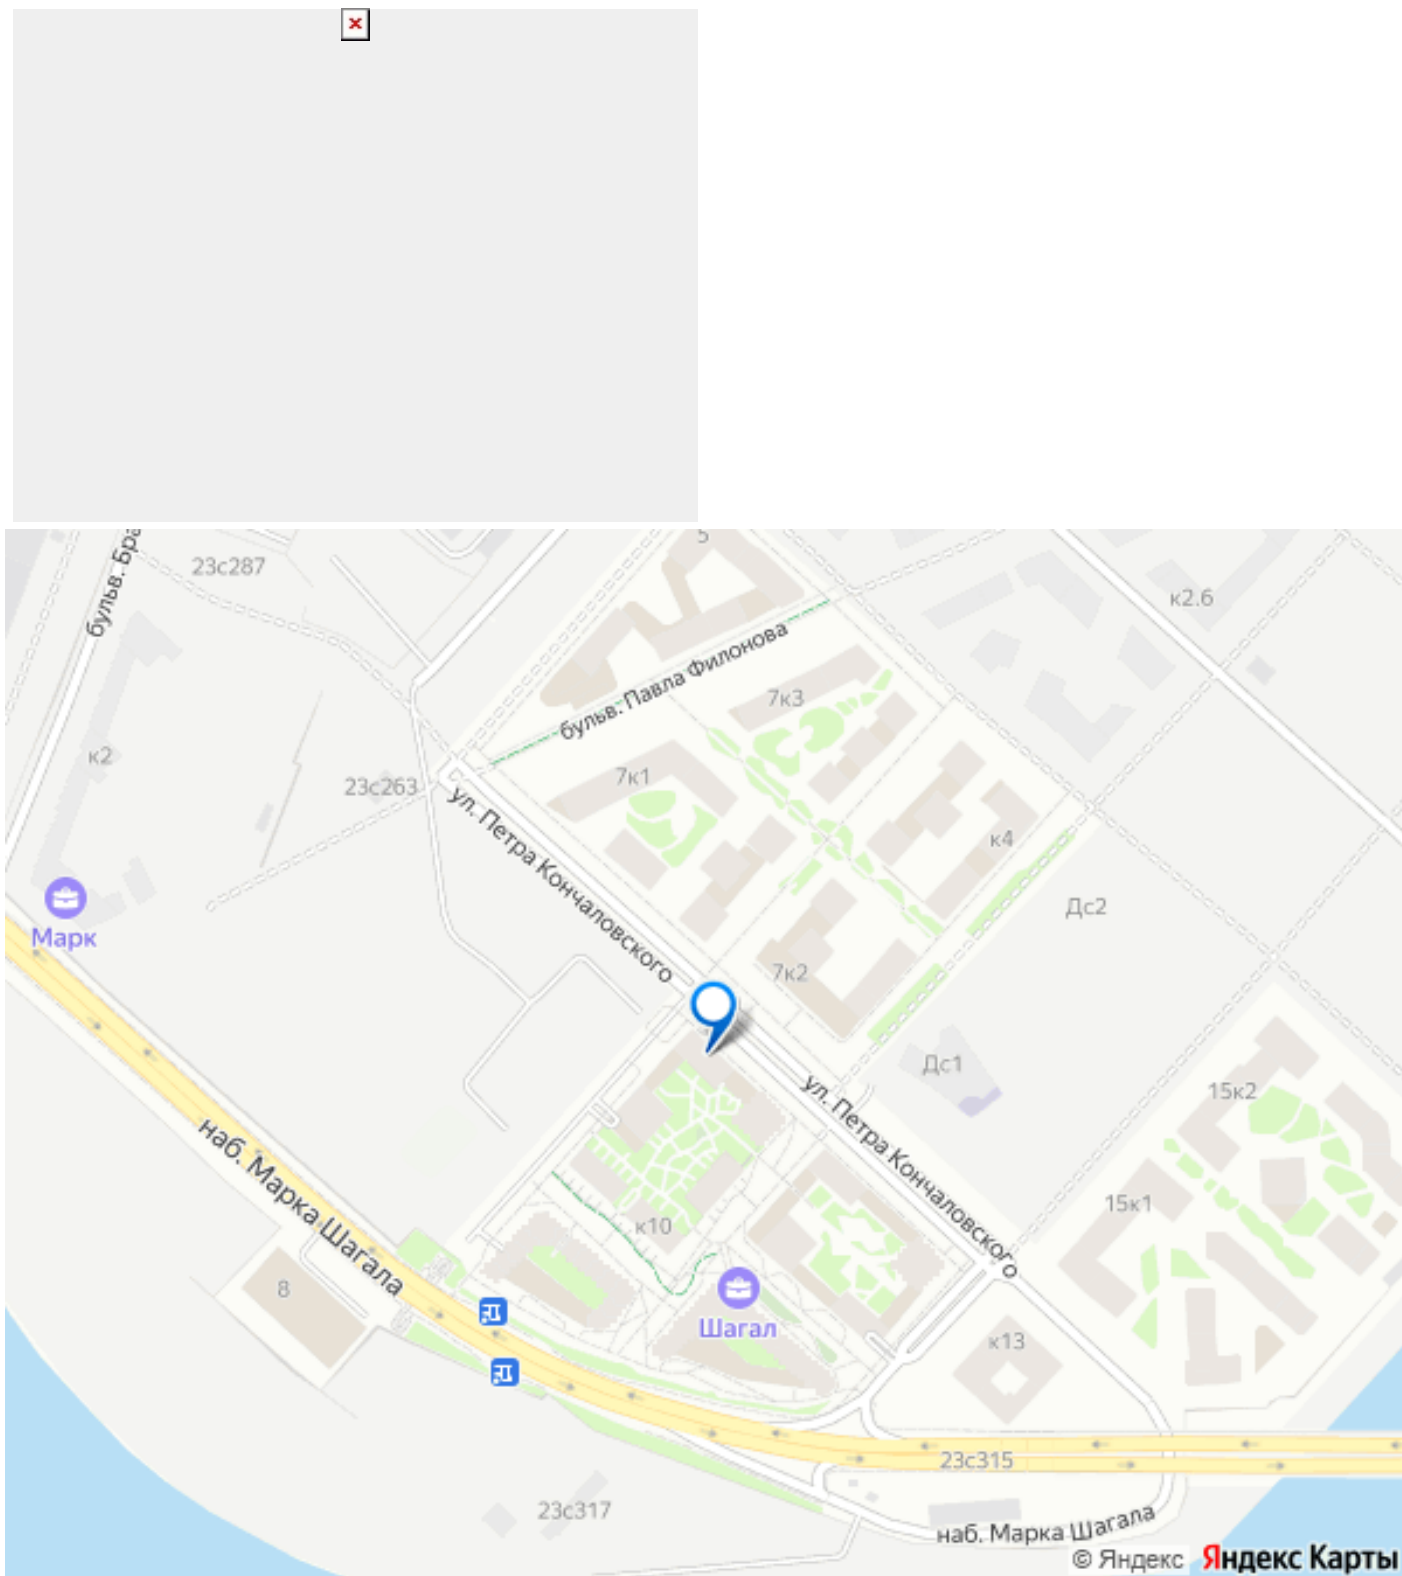 5
23с287
бульв. Бра
к2.6
бульв. Павла Филонова
7к3
к2
23с263
7к1
ул. Петра Кончаловского
к4
Марк
Дс2
7к2
Дс1
ул. Петра Кончаловского
15к2
наб. Марка Шагала
15к1
к10
8
Шагал
к13
23с315
23с317
наб. Марка Шагала
© Яндекс Яндекс Карты